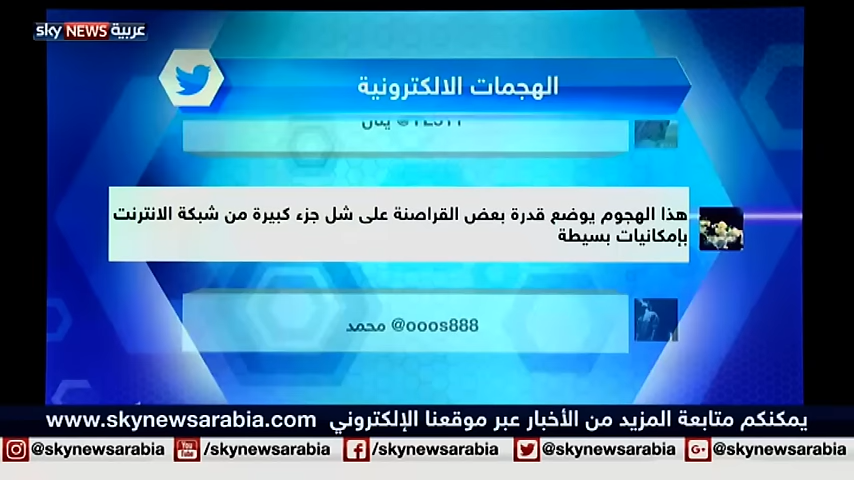 sky NEWS عربية
الهجمات الالكترونية
هذا الهجوم يوضع قدرة بعض القراصنة على شل جزء كبيرة من شبكة الانترنت
بإمكانيات بسيطة
محمد @ooos888
يمكنكم متابعة المزيد من الأخبار عبر موقعنا الإلكتروني www.skynewsarabia.com
@skynewsarabia You Tube /skynewsarabia f /skynewsarabia @skynewsarabia G+ @skynewsarabia